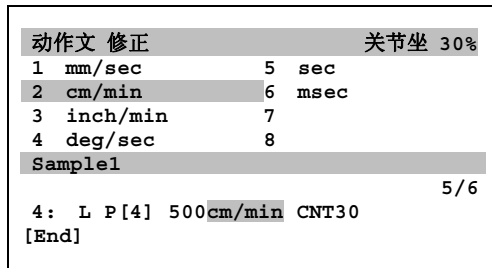 动作文 修正 关节坐 30%
1 mm/sec 5 sec
2 cm/min 6 msec
3 inch/min 7
4 deg/sec 8
Sample1
5/6
4: L P[4] 500cm/min CNT30
[End]